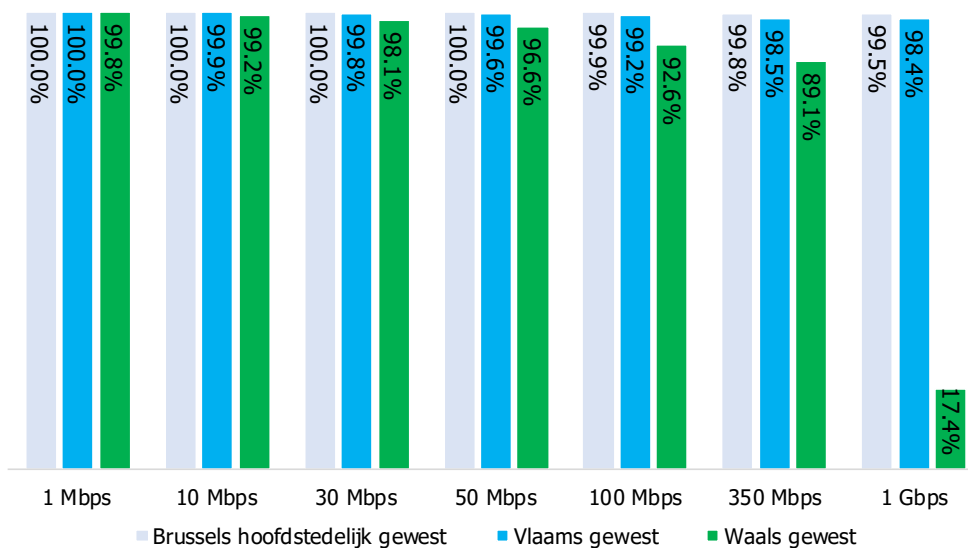 100.0% 100.0% 99.8% 100.0% 99.9% 99.2% 100.0% 99.8% 98.1% 100.0% 99.6% 96.6% 99.9% 99.2% 92.6% 99.8% 98.5% 89.1% 99.5% 98.4% 17.4%
1 Mbps 10 Mbps 30 Mbps 50 Mbps 100 Mbps 350 Mbps 1 Gbps
Brussels hoofdstedelijk gewest Vlaams gewest Waals gewest